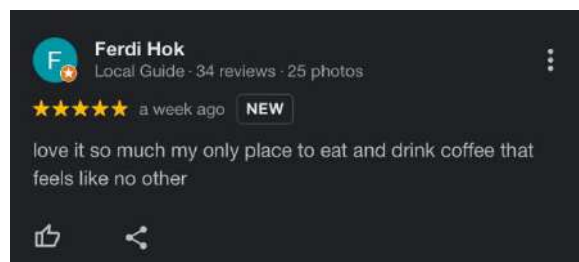 F
Ferdi Hok
Local Guide · 34 reviews · 25 photos
a week ago NEW
love it so much my only place to eat and drink coffee that
feels like no other